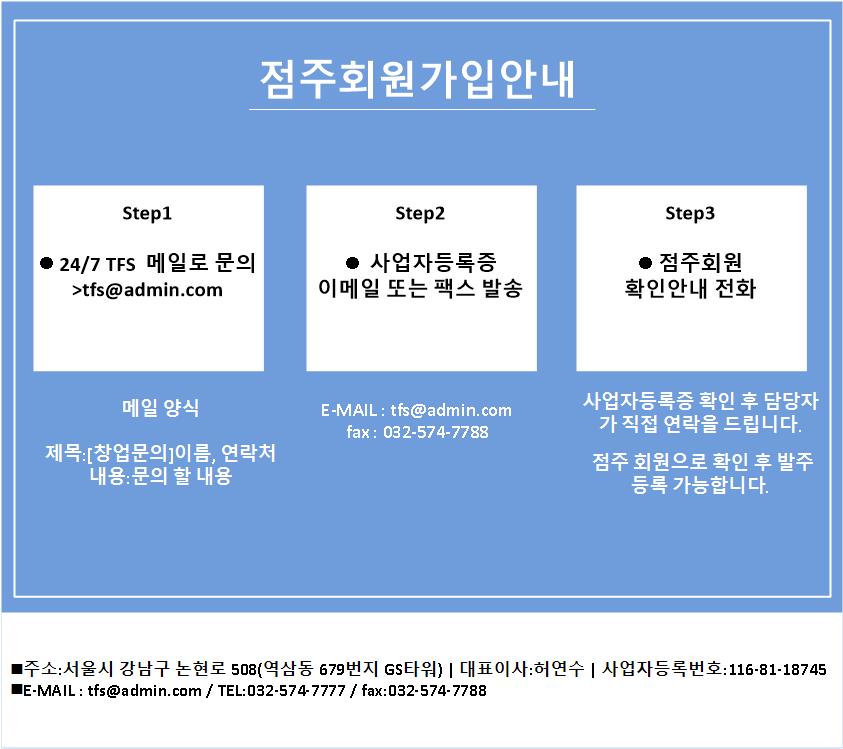 점주회원가입안내
Step1
● 24/7 TFS 메일로 문의
>tfs@admin.com
Step2
● 사업자등록증
이메일 또는 팩스 발송
Step3
● 점주회원
확인안내 전화
메일 양식
제목:[창업문의]이름, 연락처
내용:문의 할 내용
E-MAIL : tfs@admin.com
fax : 032-574-7788
사업자등록증 확인 후 담당자
가 직접 연락을 드립니다.
점주 회원으로 확인 후 발주
등록 가능합니다.
■주소:서울시 강남구 논현로 508(역삼동 679번지 GS타워) | 대표이사:허연수 | 사업자등록번호:116-81-18745
■E-MAIL : tfs@admin.com / TEL:032-574-7777 / fax:032-574-7788